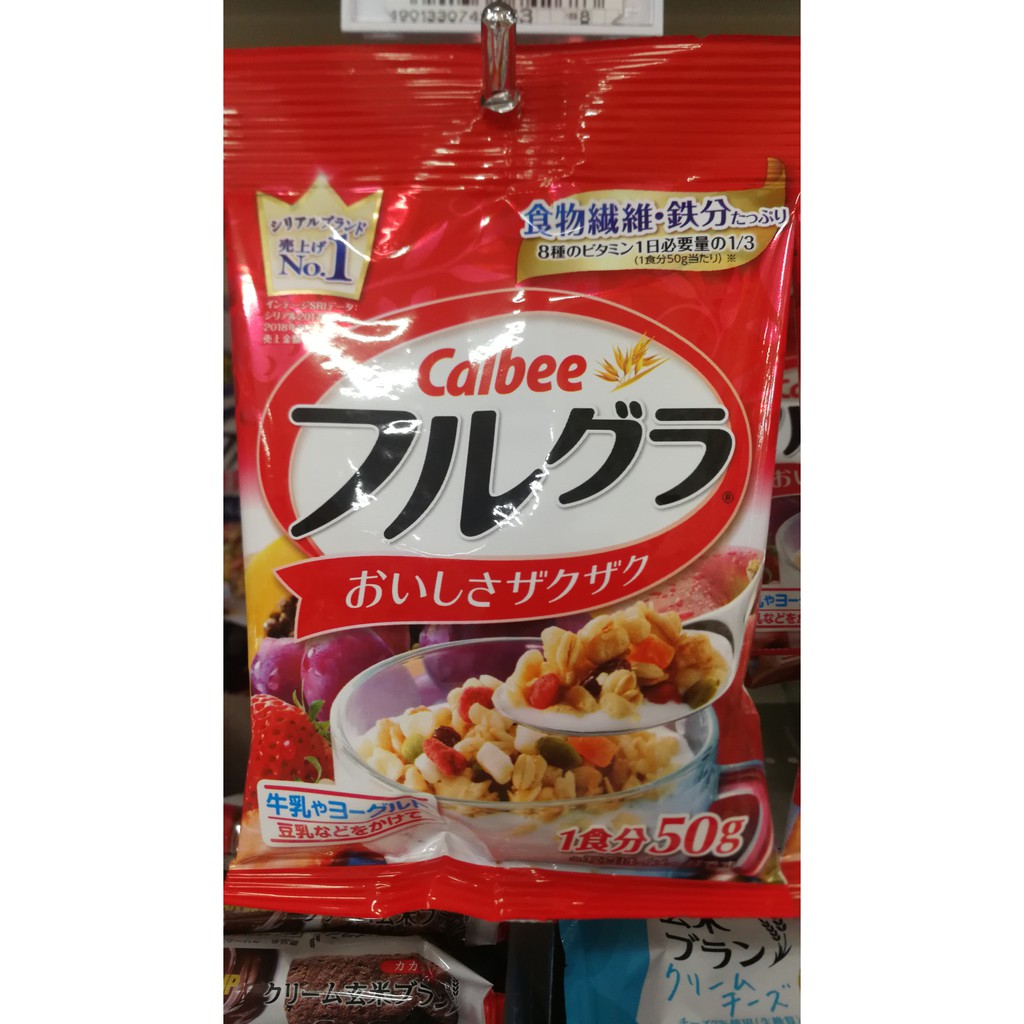 シリアルブランド
売上げ
No.1
食物繊維・鉄分たっぷり
8種のビタミン1日必要量の1/3
(1食分50g当たり) ※
Calbee
フルグラ
®
おいしさザクザク
牛乳やヨーグルト
豆乳などをかけて
1食分50g
カカ
クリーム玄米ブラン
ブラン
クリーム
チーズ